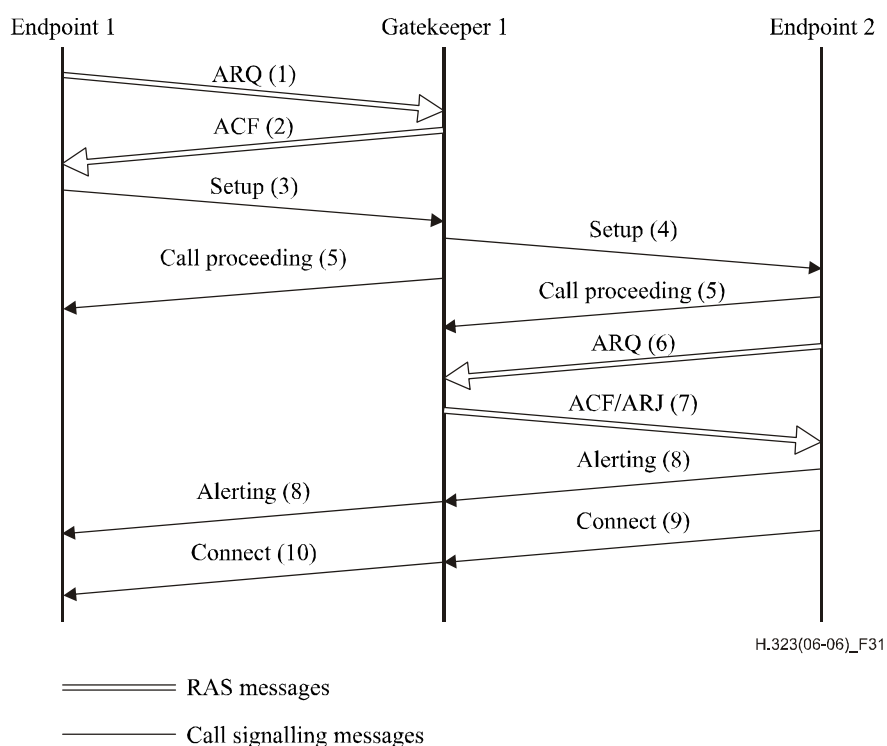 Endpoint 1
Gatekeeper 1
Endpoint 2
ARQ (1)
ACF (2)
Setup (3)
Setup (4)
Call proceeding (5)
Call proceeding (5)
ARQ (6)
ACF/ARJ (7)
Alerting (8)
Alerting (8)
Connect (9)
Connect (10)
H.323(06-06)_F31
RAS messages
Call signalling messages